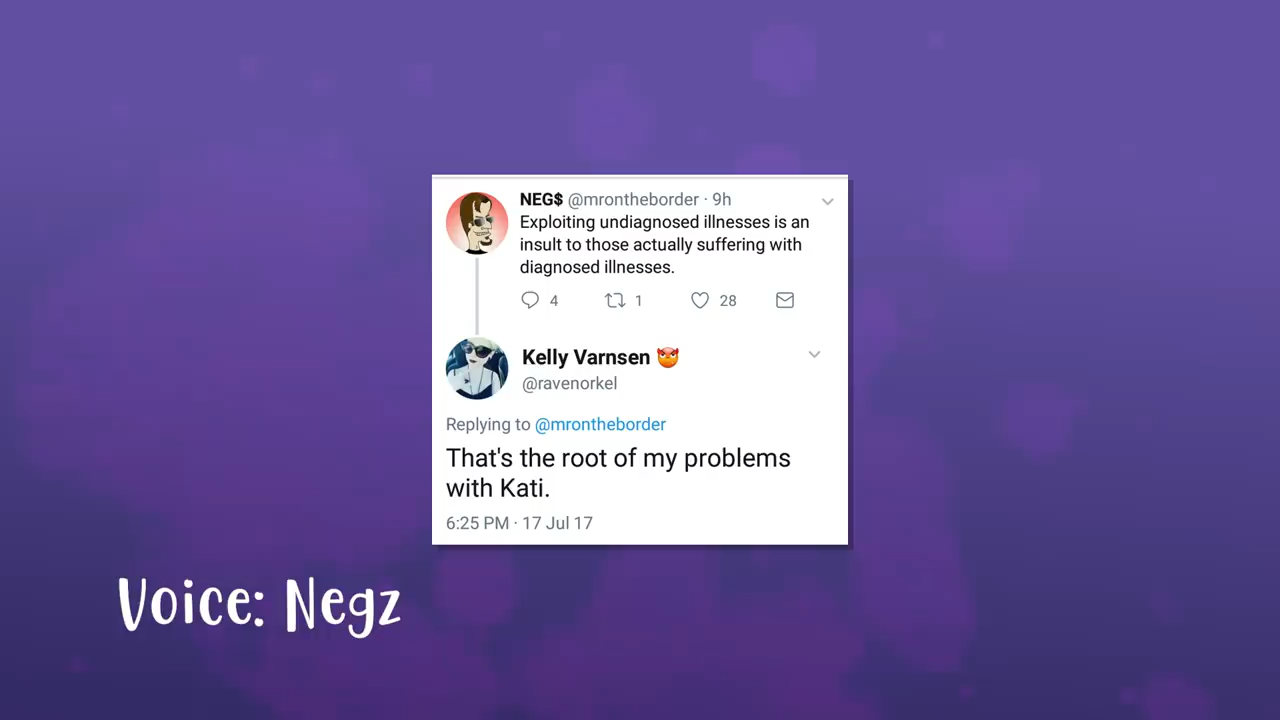 NEG$ @mrontheborder · 9h
Exploiting undiagnosed illnesses is an
insult to those actually suffering with
diagnosed illnesses.
4 1 28
Kelly Varnsen 😈
@ravenorkel
Replying to @mrontheborder
That's the root of my problems
with Kati.
6:25 PM · 17 Jul 17
Voice: Negz